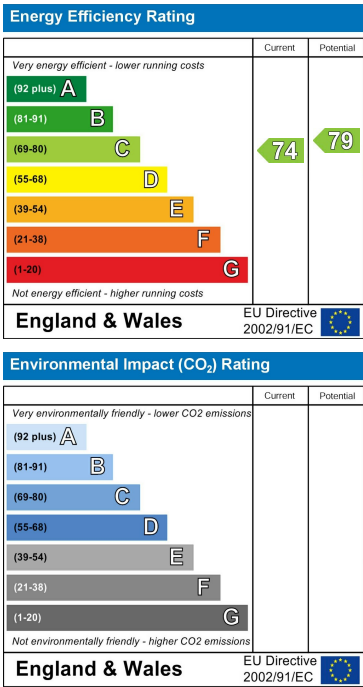 Energy Efficiency Rating
Current Potential
Very energy efficient - lower running costs
(92 plus) A
(81-91) B
(69-80) C
74 79
(55-68) D
(39-54) E
(21-38) F
(1-20) G
Not energy efficient - higher running costs
England & Wales
EU Directive
2002/91/EC
Environmental Impact (CO₂) Rating
Current Potential
Very environmentally friendly - lower CO2 emissions
(92 plus) A
(81-91) B
(69-80) C
(55-68) D
(39-54) E
(21-38) F
(1-20) G
Not environmentally friendly - higher CO2 emissions
England & Wales
EU Directive
2002/91/EC